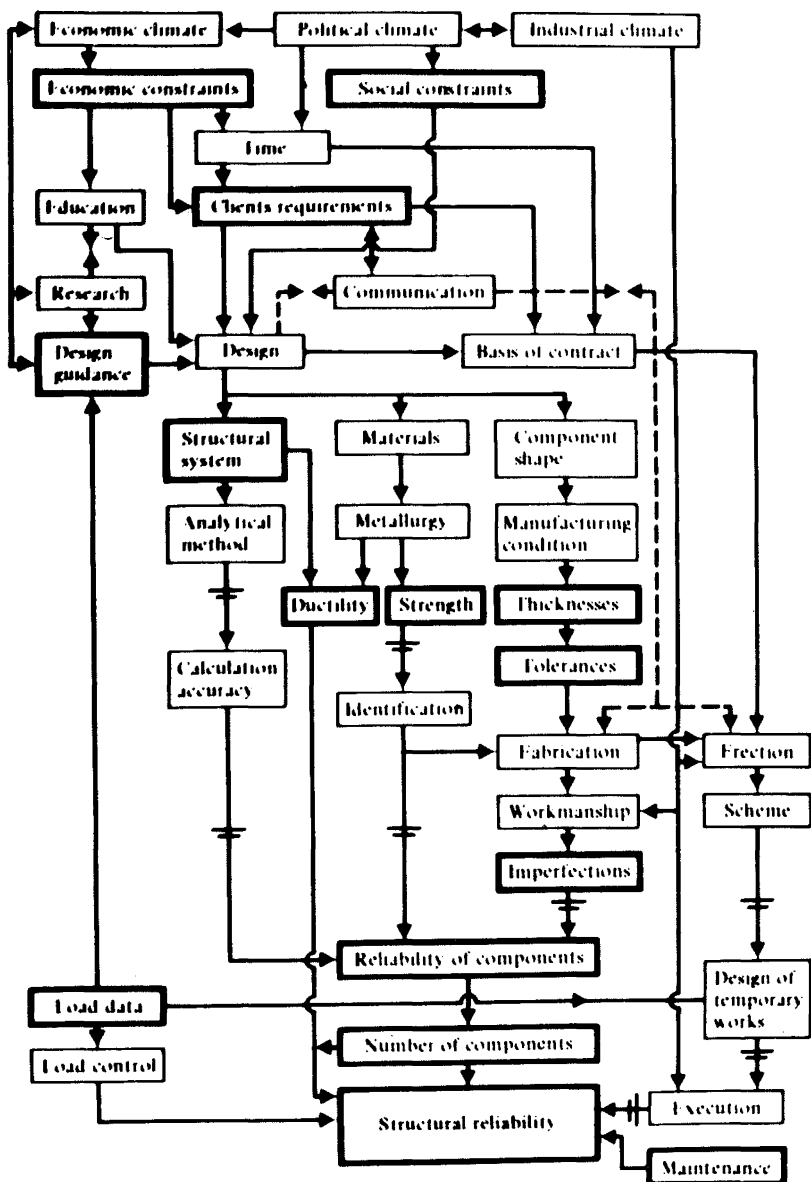 Economic climate
Political climate
Industrial climate
Economic constraints
Social constraints
Time
Education
Clients requirements
Research
Communication
Design
guidance
Design
Basis of contract
Structural
system
Materials
Component
shape
Analytical
method
Metallurgy
Manufacturing
condition
Ductility
Strength
Thicknesses
Calculation
accuracy
Tolerances
Identification
Fabrication
Erection
Workmanship
Scheme
Imperfections
Reliability of components
Load data
Design of
temporary
works
Number of components
Load control
Structural reliability
Execution
Maintenance